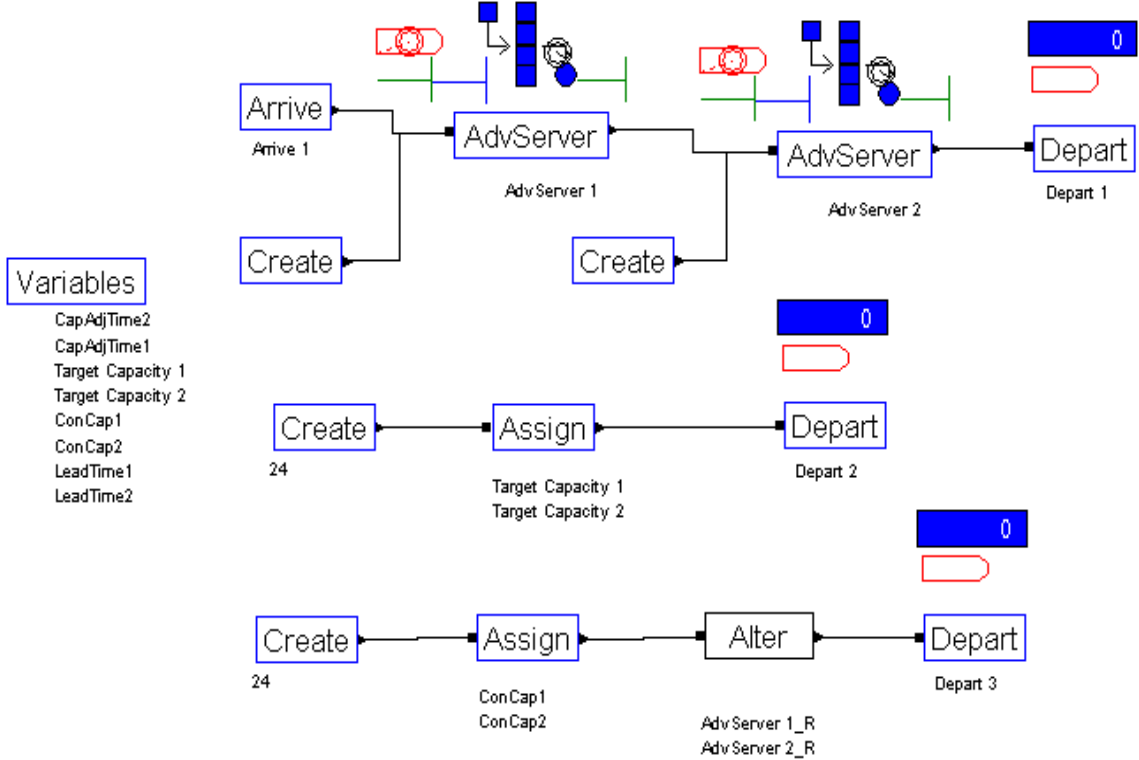 0
Arrive
Arrive 1
AdvServer
AdvServer 1
AdvServer
AdvServer 2
Depart
Depart 1
Create
Create
Variables
CapAdjTime2
CapAdjTime1
Target Capacity 1
Target Capacity 2
ConCap1
ConCap2
LeadTime1
LeadTime2
0
Create
24
Assign
Target Capacity 1
Target Capacity 2
Depart
Depart 2
0
Create
24
Assign
ConCap1
ConCap2
Alter
AdvServer 1_R
AdvServer 2_R
Depart
Depart 3